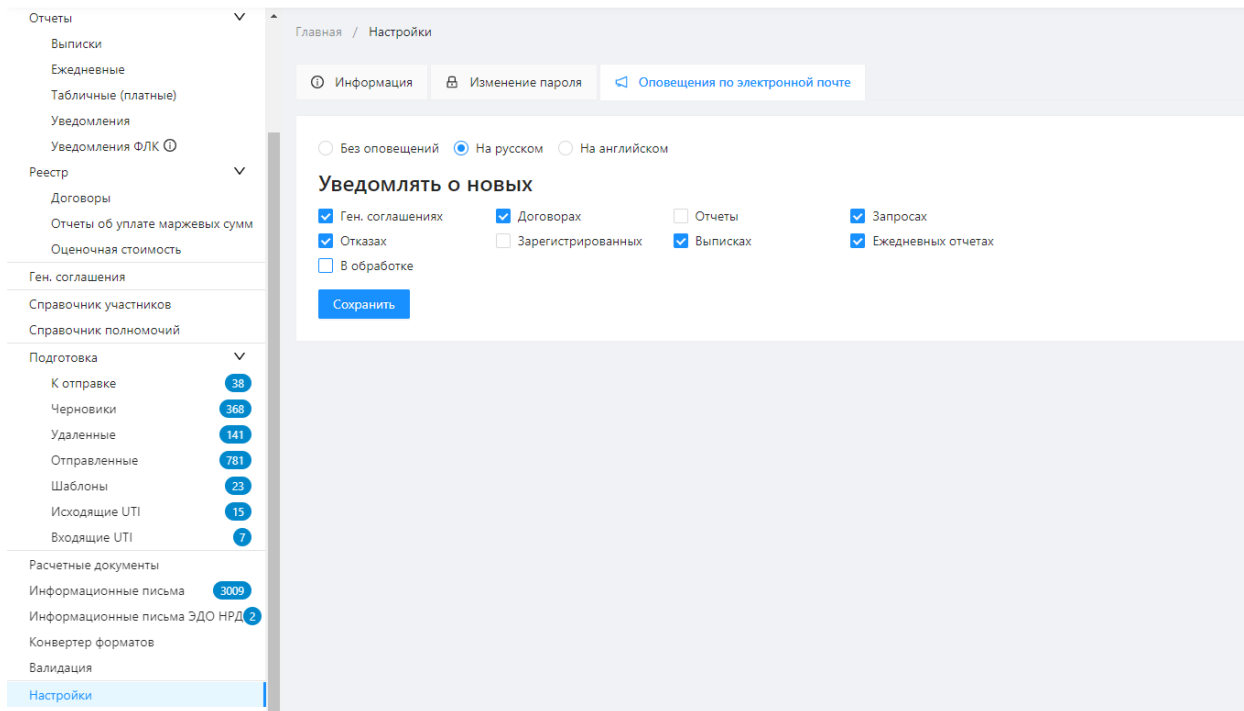 Отчеты
Выписки
Ежедневные
Табличные (платные)
Уведомления
Уведомления ФЛК
Реестр
Договоры
Отчеты об уплате маржевых сумм
Оценочная стоимость
Ген. соглашения
Справочник участников
Справочник полномочий
Подготовка
К отправке 38
Черновики 368
Удаленные 141
Отправленные 781
Шаблоны 23
Исходящие UTI 15
Входящие UTI 7
Расчетные документы
Информационные письма 3009
Информационные письма ЭДО НРД 2
Конвертер форматов
Валидация
Настройки
Главная / Настройки
Информация Изменение пароля Оповещения по электронной почте
Без оповещений На русском На английском
Уведомлять о новых
Ген. соглашениях Договорах Отчеты Запросах
Отказах Зарегистрированных Выписках Ежедневных отчетах
В обработке
Сохранить